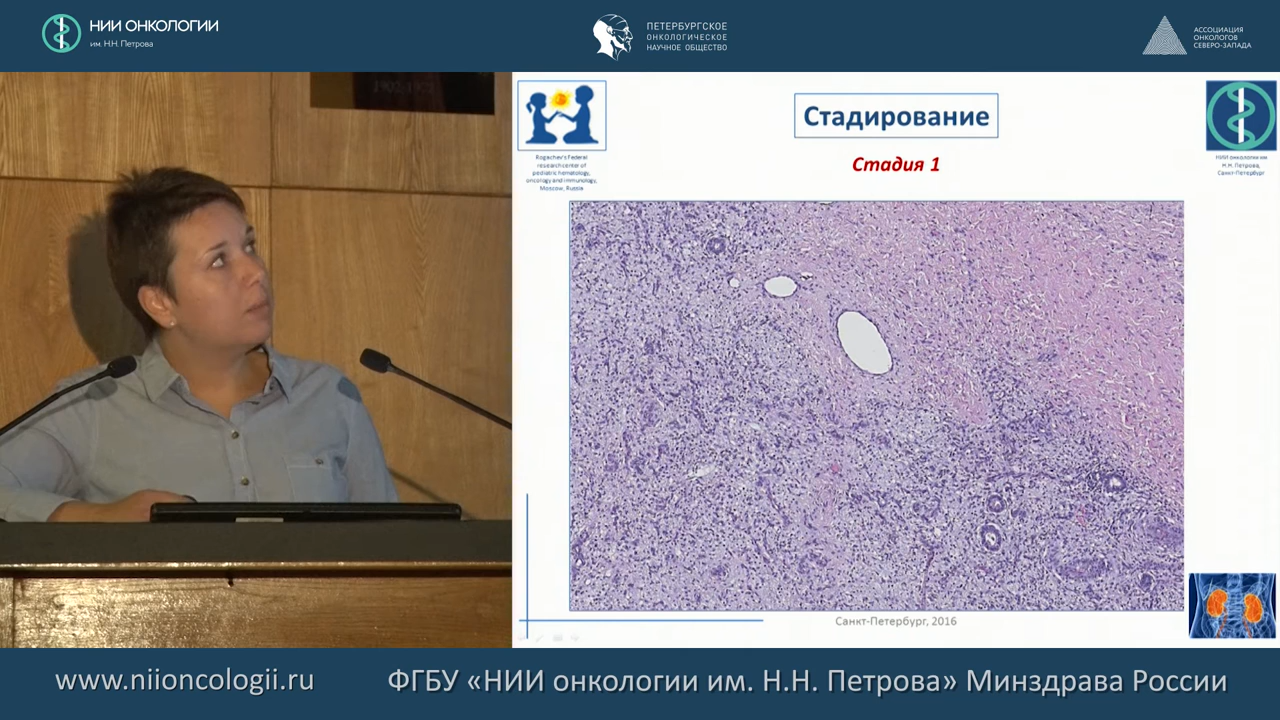 НИИ ОНКОЛОГИИ
им. Н.Н. Петрова
ПЕТЕРБУРГСКОЕ
ОНКОЛОГИЧЕСКОЕ
НАУЧНОЕ ОБЩЕСТВО
АССОЦИАЦИЯ
ОНКОЛОГОВ
СЕВЕРО-ЗАПАДА
Rogachev's Federal
research center of
pediatric hematology,
oncology and immunology,
Moscow, Russia
Стадирование
Стадия 1
НИИ онкологии им
Н.Н. Петрова,
Санкт-Петербург
Санкт-Петербург, 2016
www.niioncologii.ru
ФГБУ «НИИ онкологии им. Н.Н. Петрова» Минздрава России